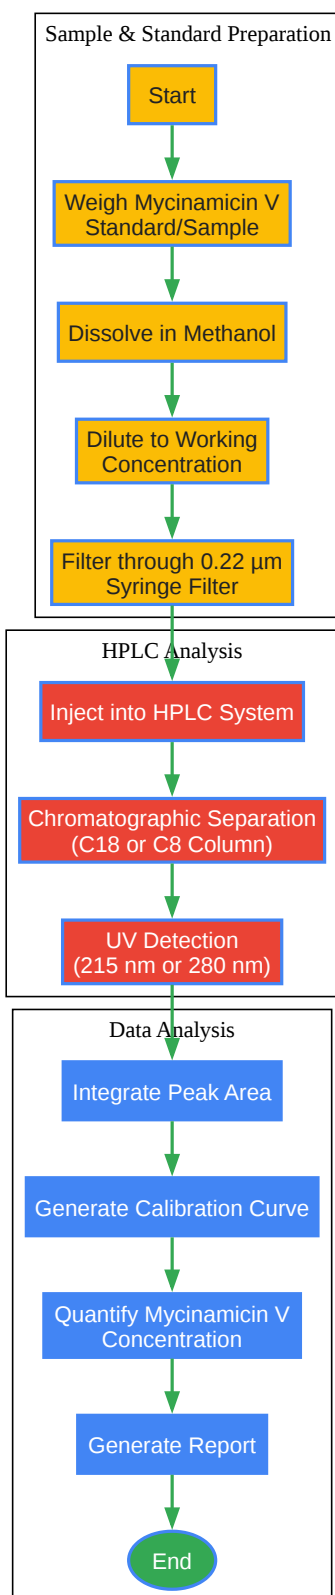 Sample & Standard Preparation
Start
Weigh Mycinamicin V
Standard/Sample
Dissolve in Methanol
Dilute to Working
Concentration
Filter through 0.22 µm
Syringe Filter
HPLC Analysis
Inject into HPLC System
Chromatographic Separation
(C18 or C8 Column)
UV Detection
(215 nm or 280 nm)
Data Analysis
Integrate Peak Area
Generate Calibration Curve
Quantify Mycinamicin V
Concentration
Generate Report
End